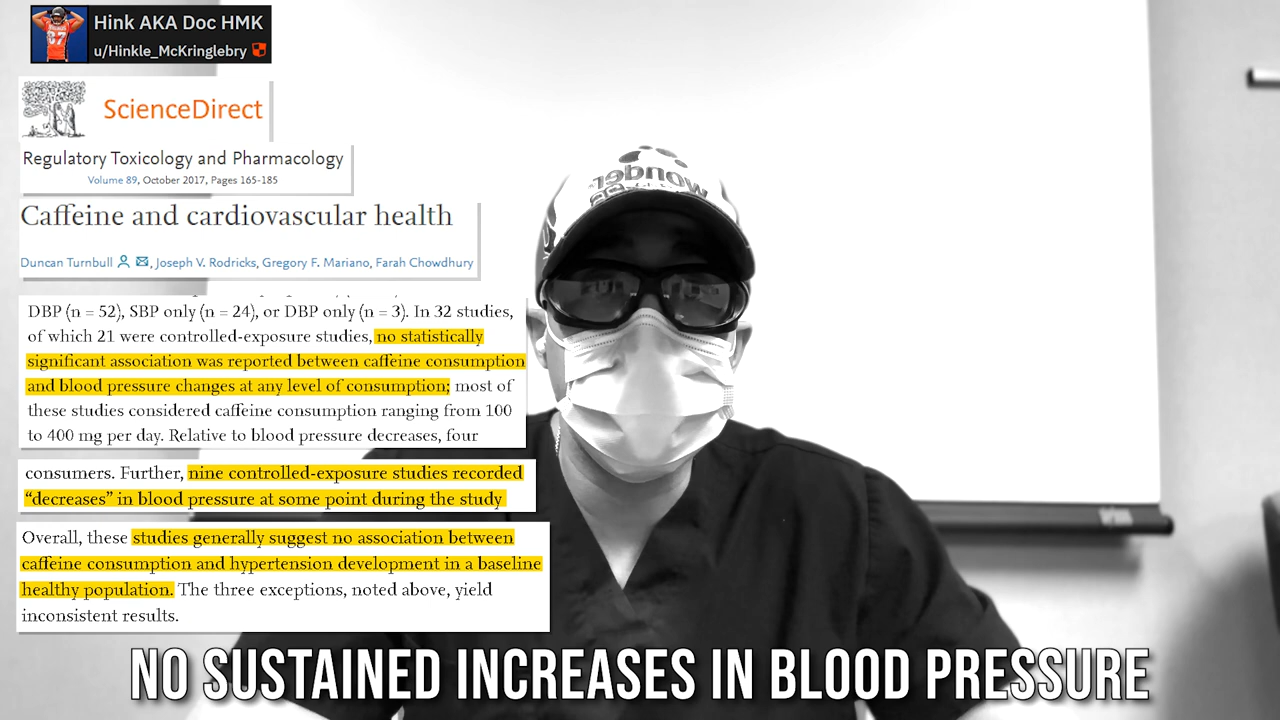 Hink AKA Doc HMK
u/Hinkle_McKringlebry
ScienceDirect
Regulatory Toxicology and Pharmacology
Volume 89, October 2017, Pages 165-185
Caffeine and cardiovascular health
Duncan Turnbull, Joseph V. Rodricks, Gregory F. Mariano, Farah Chowdhury
DBP (n = 52), SBP only (n = 24), or DBP only (n = 3). In 32 studies,
of which 21 were controlled-exposure studies, no statistically
significant association was reported between caffeine consumption
and blood pressure changes at any level of consumption; most of
these studies considered caffeine consumption ranging from 100
to 400 mg per day. Relative to blood pressure decreases, four
consumers. Further, nine controlled-exposure studies recorded
“decreases” in blood pressure at some point during the study
Overall, these studies generally suggest no association between
caffeine consumption and hypertension development in a baseline
healthy population. The three exceptions, noted above, yield
inconsistent results.
wonder
NO SUSTAINED INCREASES IN BLOOD PRESSURE